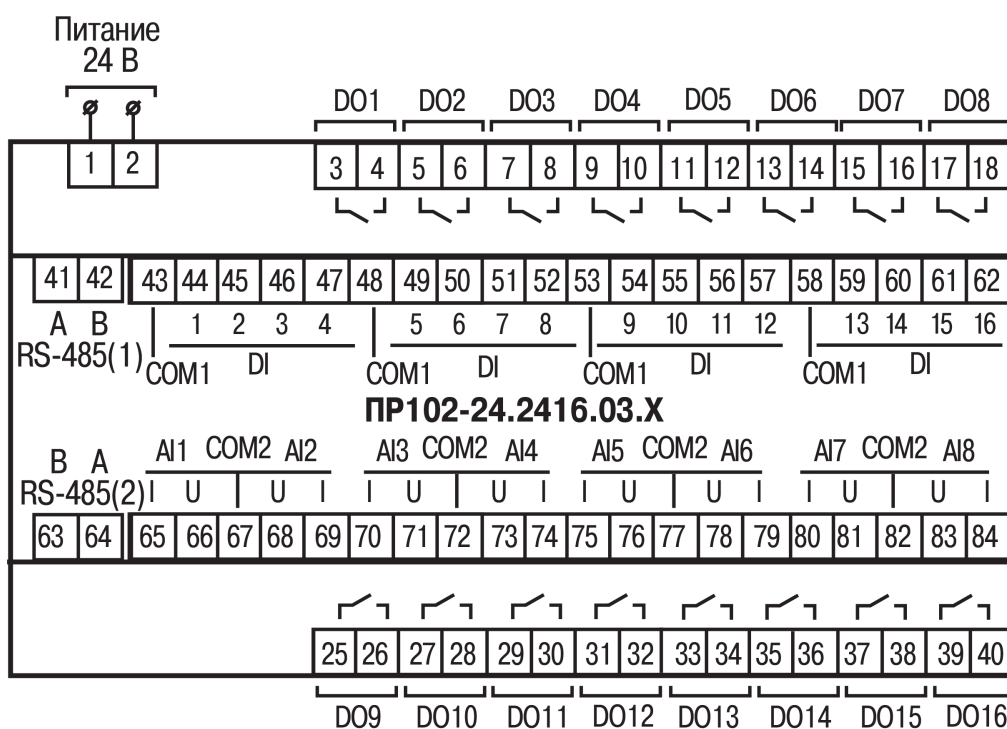 Питание
24 В
DO1 DO2 DO3 DO4 DO5 DO6 DO7 DO8
1 2 3 4 5 6 7 8 9 10 11 12 13 14 15 16 17 18
41 42 43 44 45 46 47 48 49 50 51 52 53 54 55 56 57 58 59 60 61 62
A B 1 2 3 4 5 6 7 8 9 10 11 12 13 14 15 16
RS-485(1) COM1 DI COM1 DI COM1 DI COM1 DI
ПР102-24.2416.03.X
B A AI1 COM2 AI2 AI3 COM2 AI4 AI5 COM2 AI6 AI7 COM2 AI8
RS-485(2) I U U I I U U I I U U I I U U I
63 64 65 66 67 68 69 70 71 72 73 74 75 76 77 78 79 80 81 82 83 84
25 26 27 28 29 30 31 32 33 34 35 36 37 38 39 40
DO9 DO10 DO11 DO12 DO13 DO14 DO15 DO16